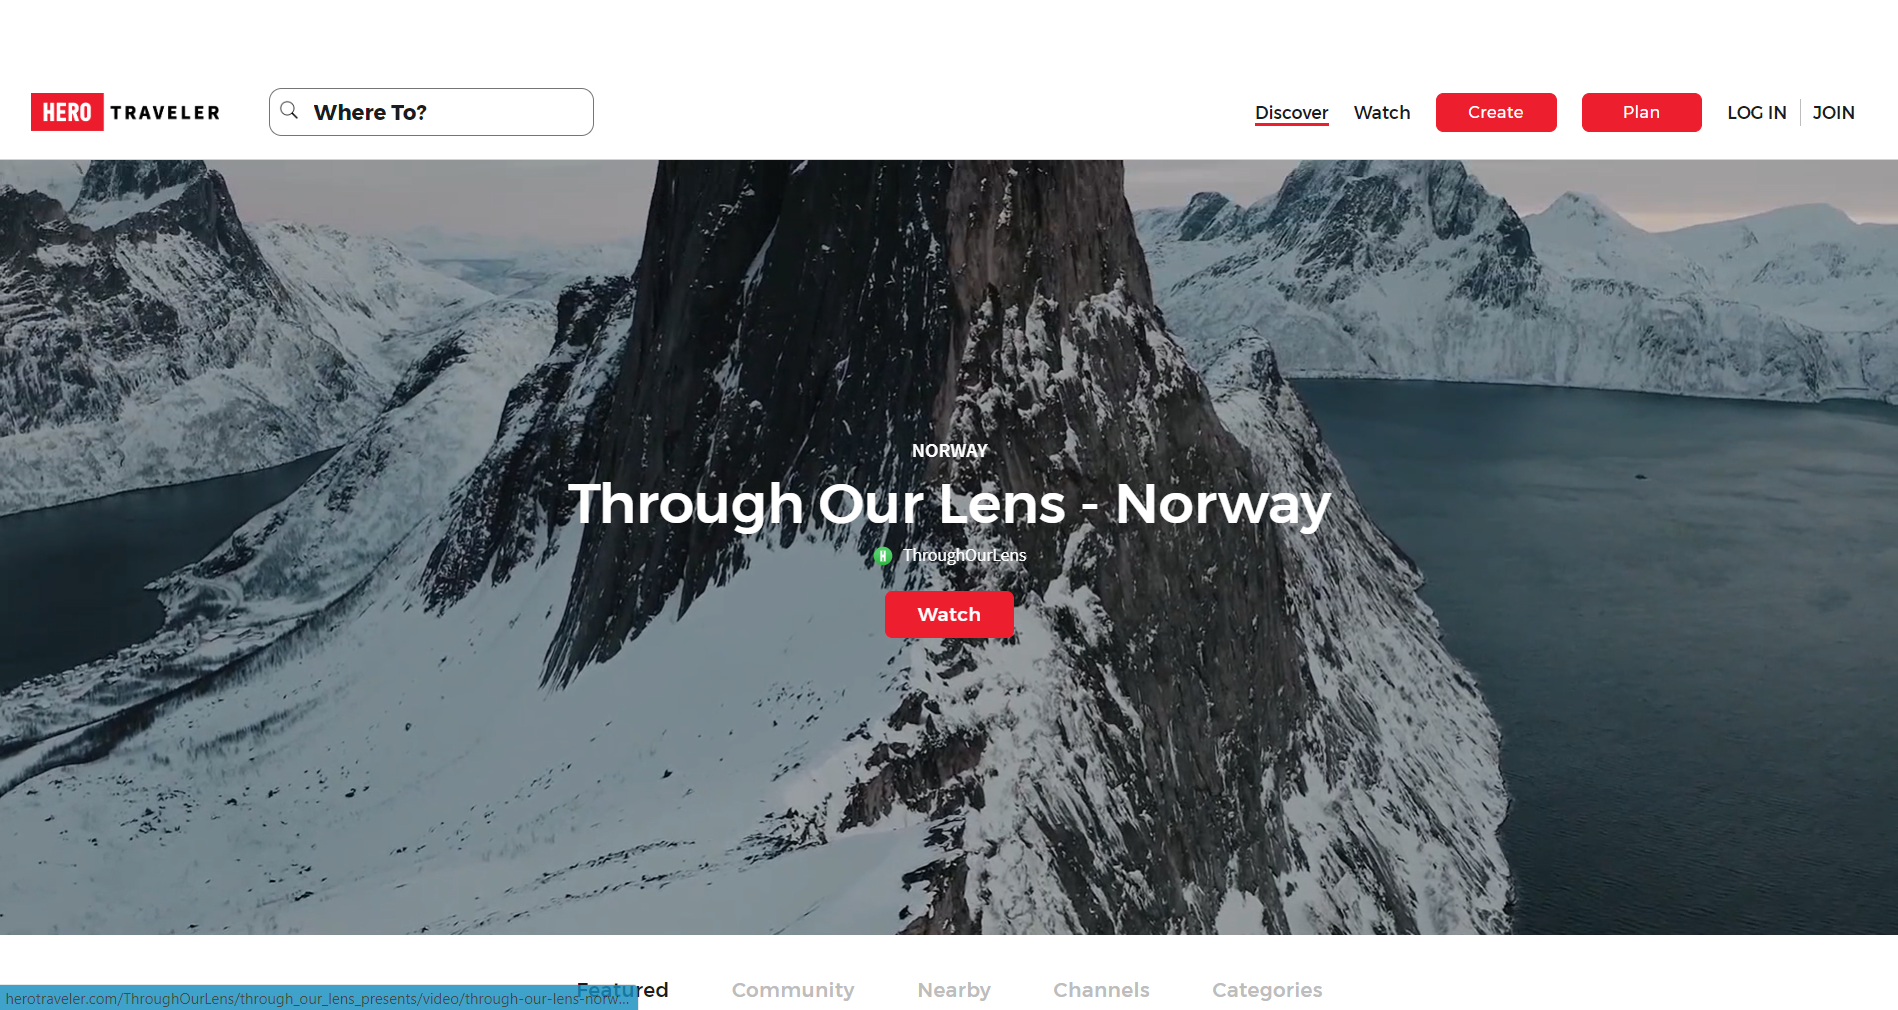 HERO TRAVELER
Where To?
Discover
Watch
Create
Plan
LOG IN
JOIN
NORWAY
Through Our Lens - Norway
H ThroughOurLens
Watch
Featured
Community
Nearby
Channels
Categories
herotraveler.com/ThroughOurLens/through_our_lens_presents/video/through-our-lens-norw...